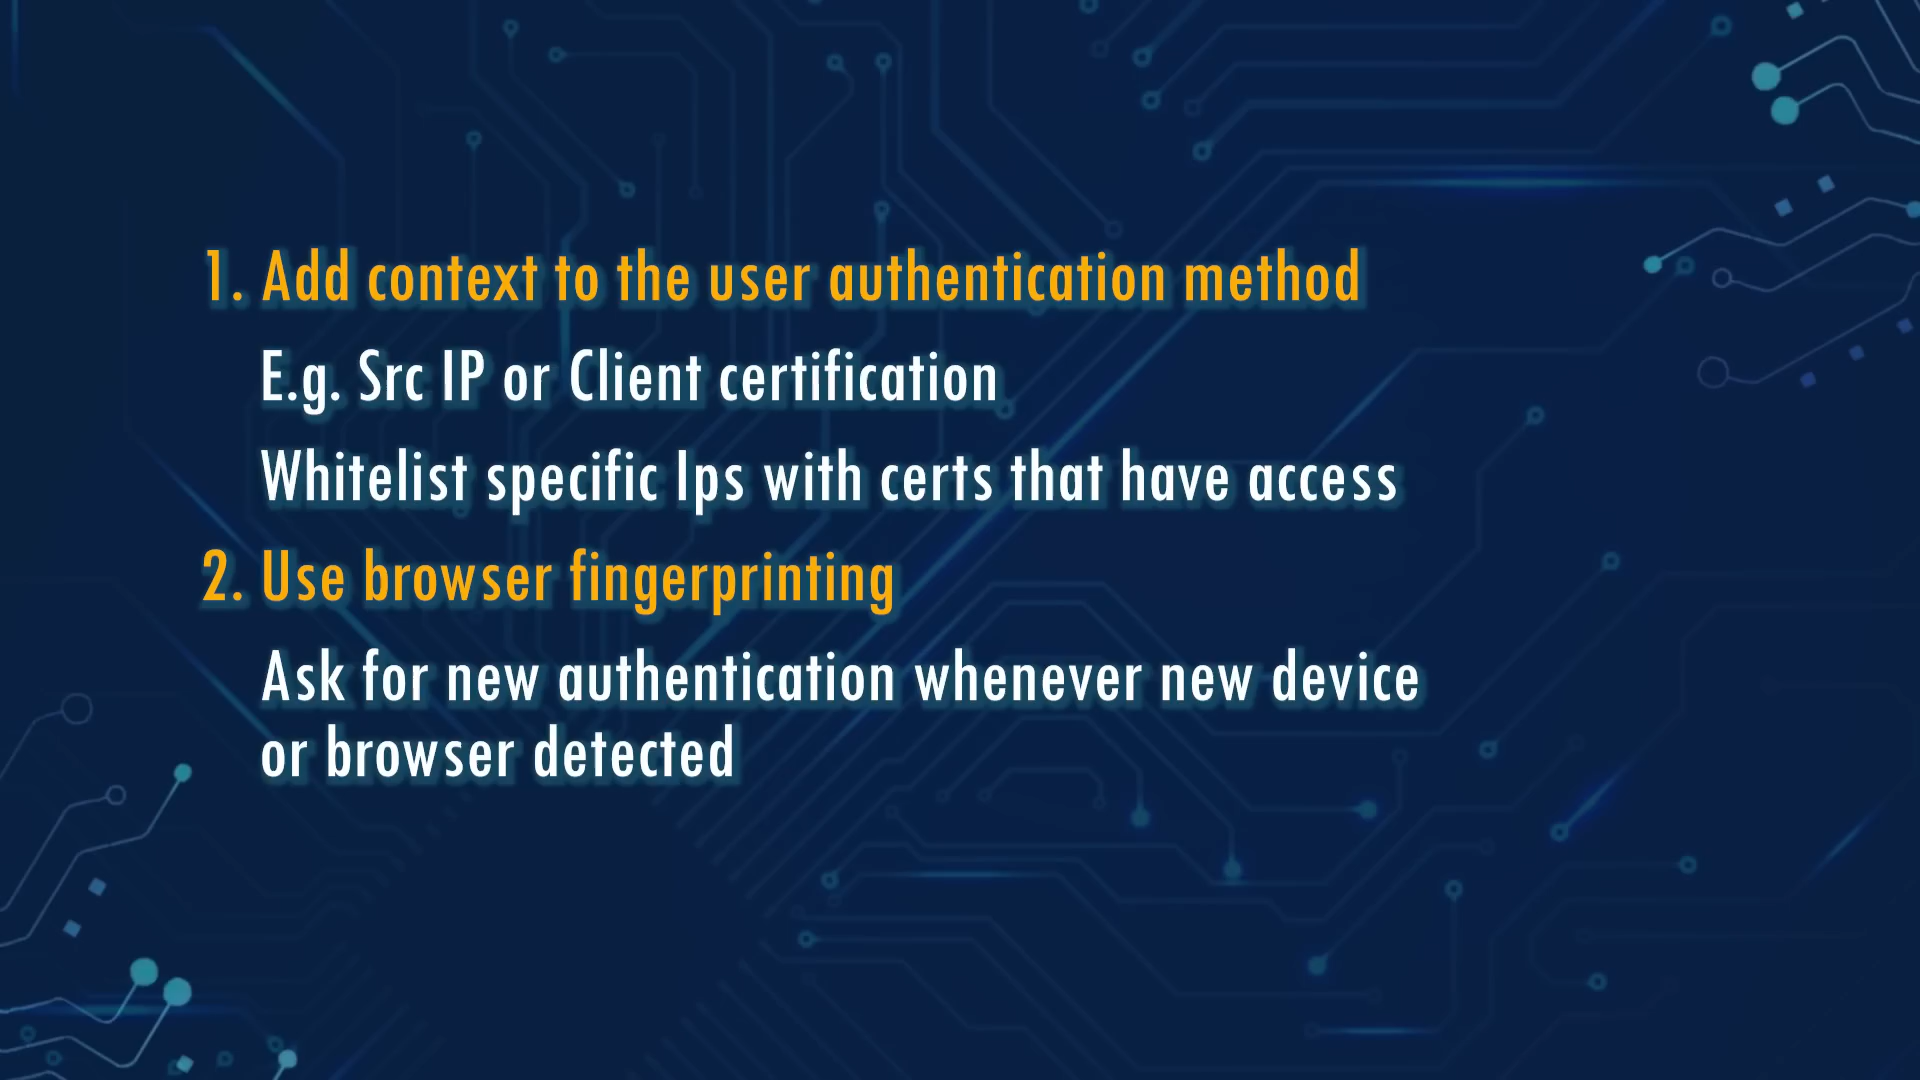 1. Add context to the user authentication method
E.g. Src IP or Client certification
Whitelist specific Ips with certs that have access
2. Use browser fingerprinting
Ask for new authentication whenever new device
or browser detected